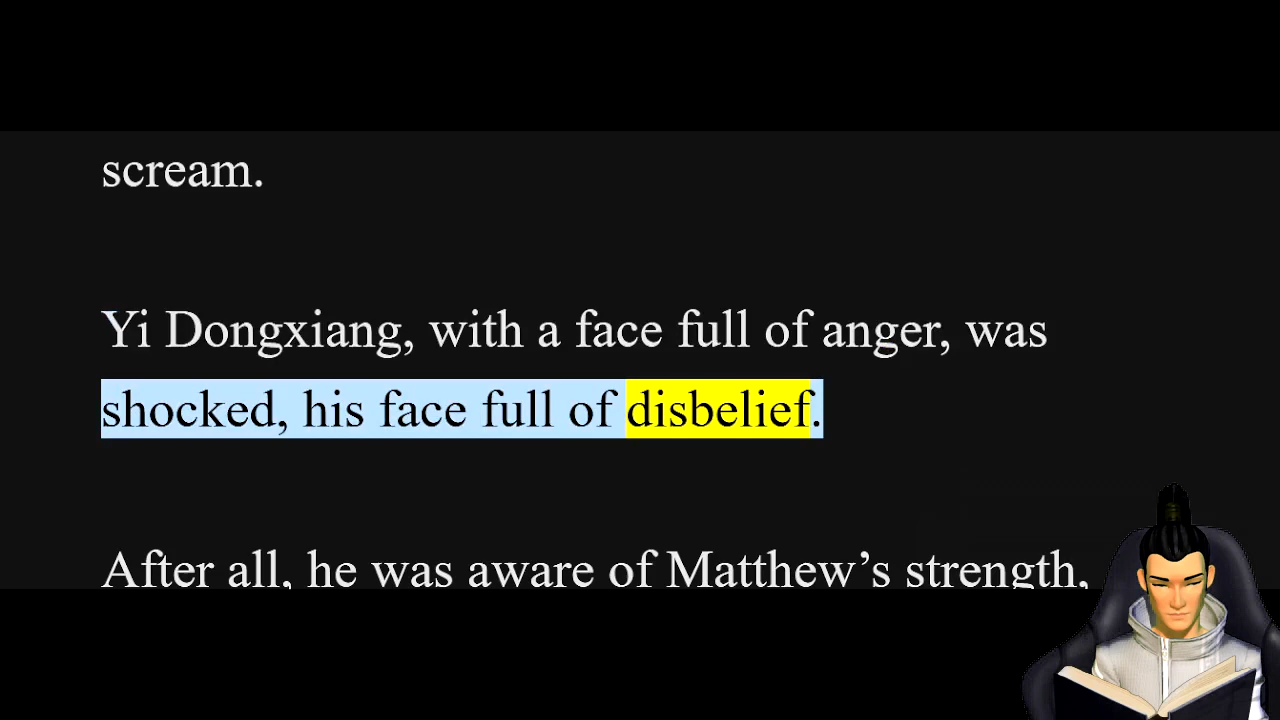 scream.
Yi Dongxiang, with a face full of anger, was
shocked, his face full of disbelief.
After all, he was aware of Matthew’s strength,